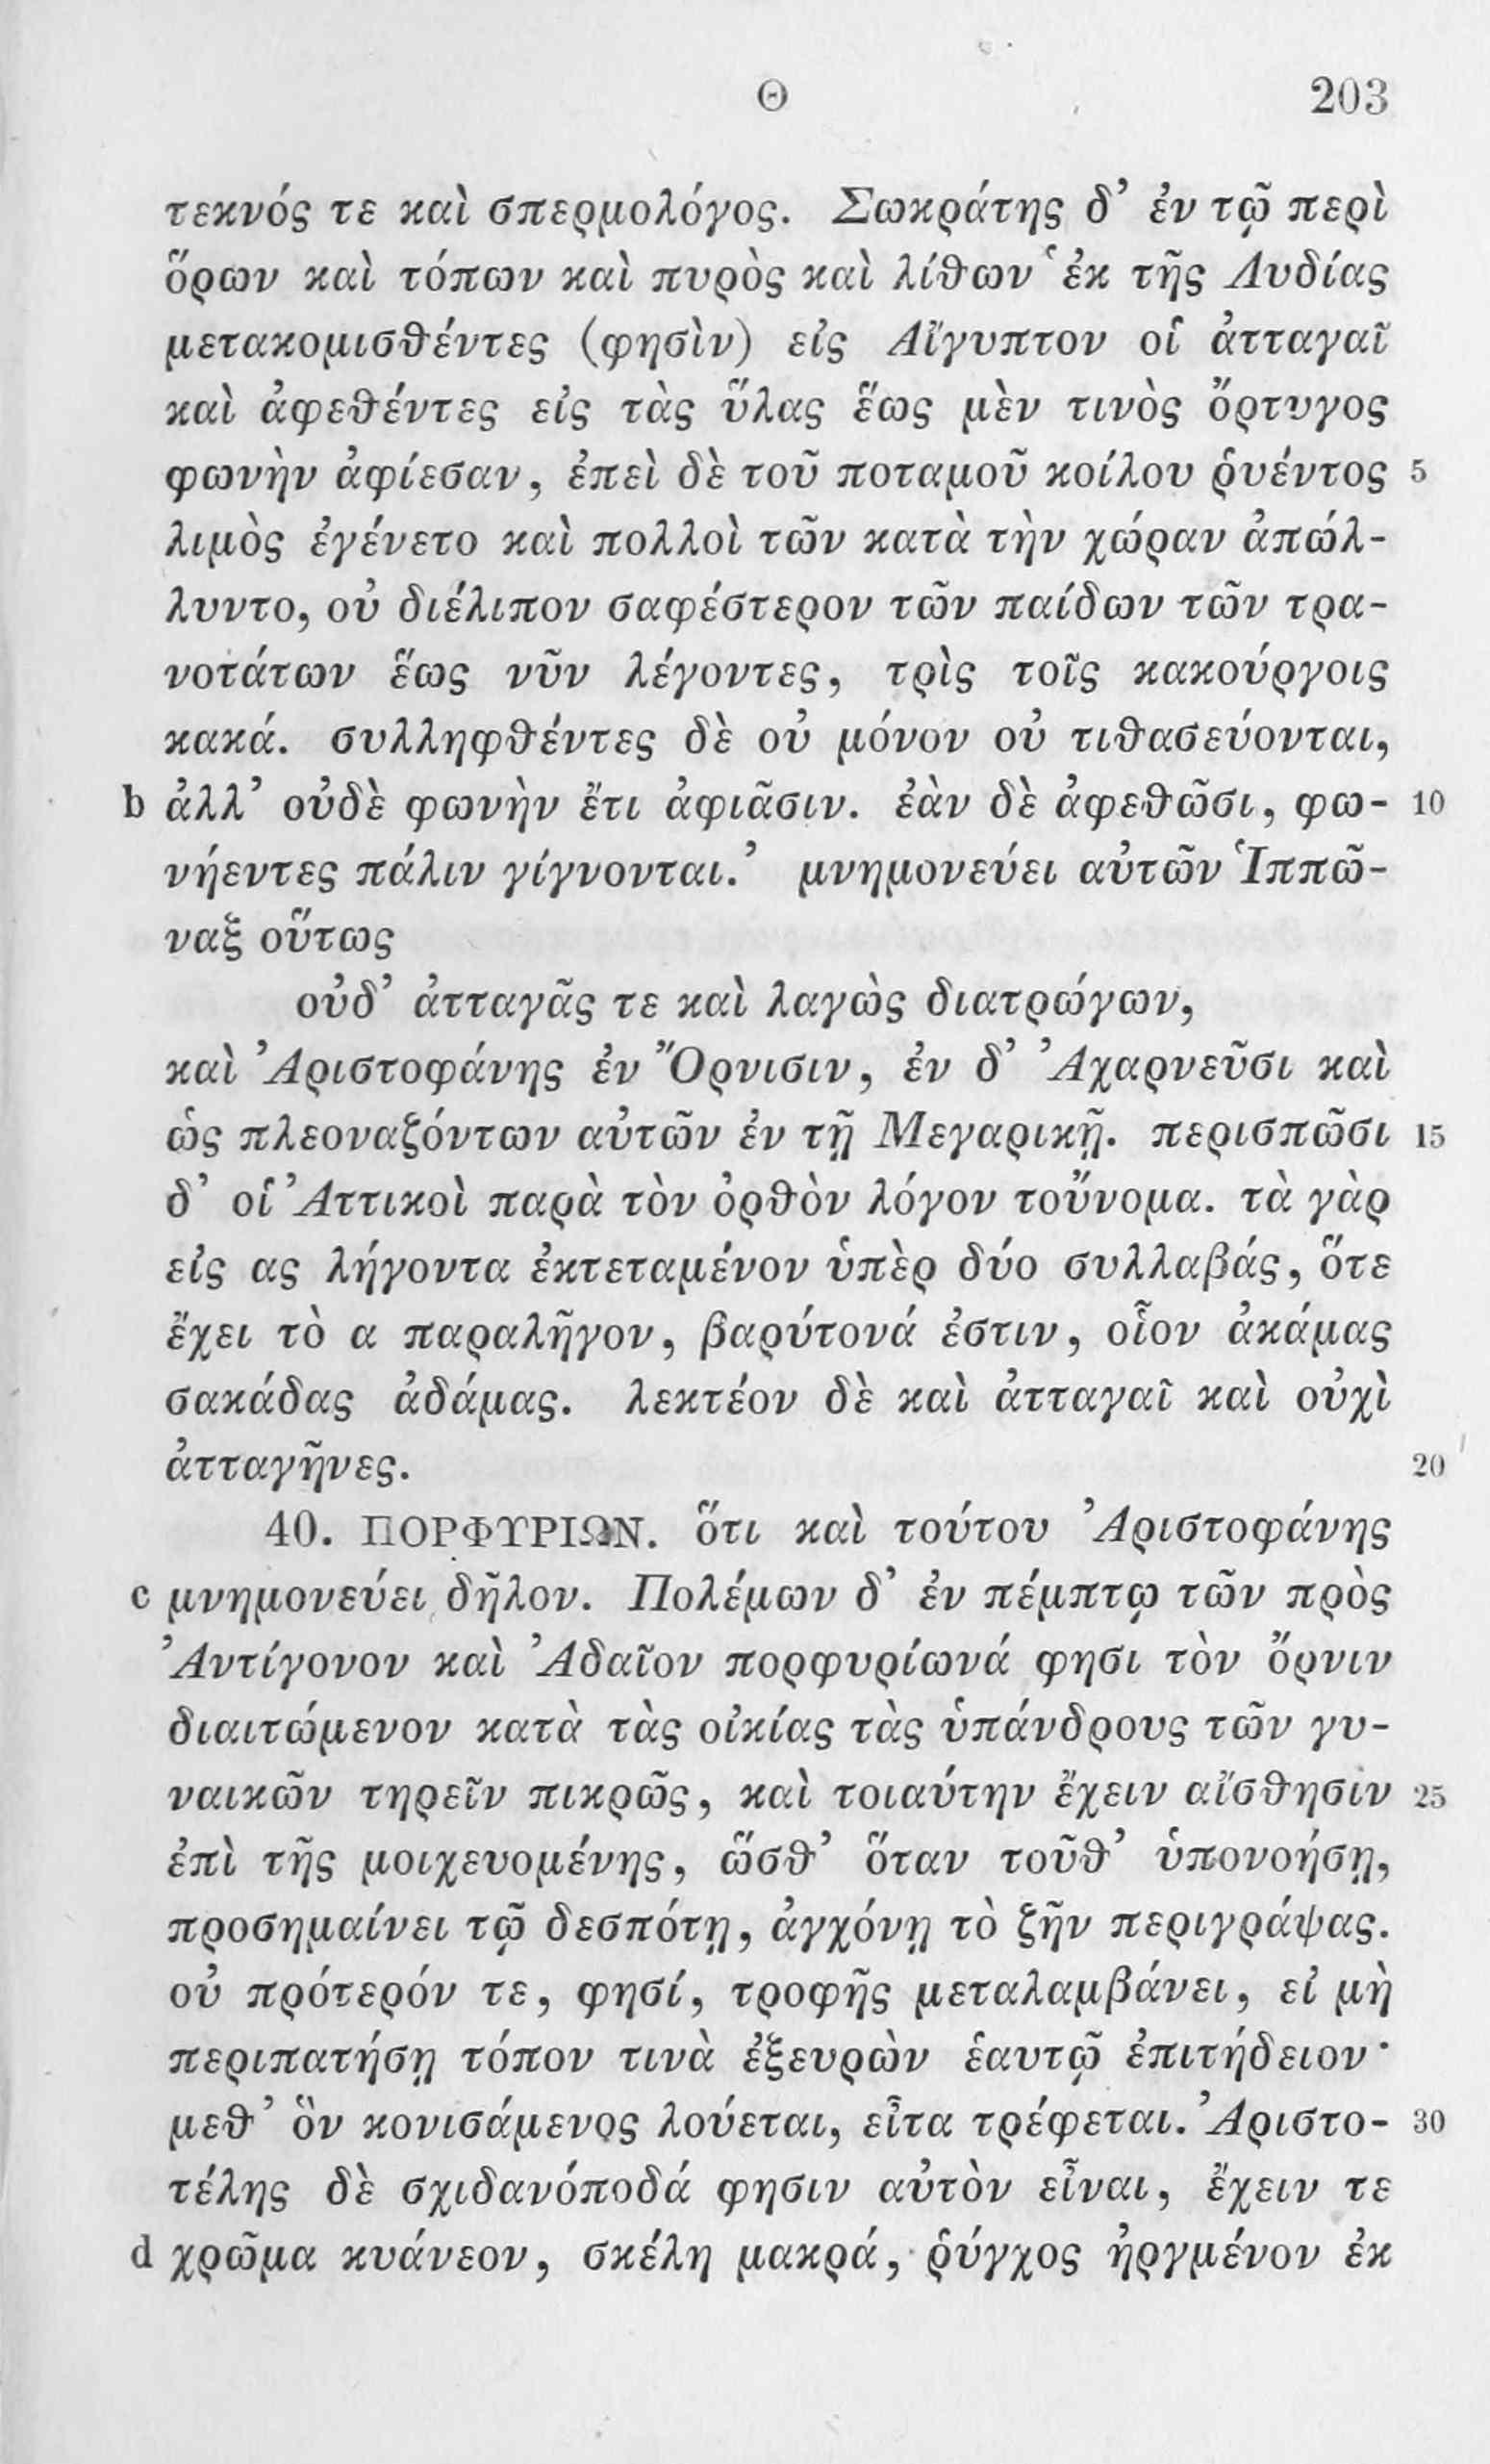 Θ 203
τεκνός τε καὶ σπερμολόγος. Σωκράτης δ’ ἐν τῷ περὶ
ὅρων καὶ τόπων καὶ πυρὸς καὶ λίθων ‘ἐκ τῆς Λυδίας
μετακομισθέντες (φησὶν) εἰς Αἴγυπτον οἱ ἀτταγαῖ
καὶ ἀφεθέντες εἰς τὰς ὕλας ἕως μὲν τινὸς ὄρτυγος
φωνὴν ἀφίεσαν, ἐπεὶ δὲ τοῦ ποταμοῦ κοίλου ῥυέντος 5
λιμὸς ἐγένετο καὶ πολλοὶ τῶν κατὰ τὴν χώραν ἀπώλ-
λυντο, οὐ διέλιπον σαφέστερον τῶν παίδων τῶν τρα-
νοτάτων ἕως νῦν λέγοντες, τρὶς τοῖς κακούργοις
κακά. συλληφθέντες δὲ οὐ μόνον οὐ τιθασεύονται,
b ἀλλ’ οὐδὲ φωνὴν ἔτι ἀφιᾶσιν. ἐὰν δὲ ἀφεθῶσι, φω- 10
νήεντες πάλιν γίγνονται.’ μνημονεύει αὐτῶν Ἱππῶ-
ναξ οὕτως
οὐδ’ ἀτταγᾶς τε καὶ λαγὼς διατρώγων,
καὶ Ἀριστοφάνης ἐν Ὄρνισιν, ἐν δ’ Ἀχαρνεῦσι καὶ
ὡς πλεοναζόντων αὐτῶν ἐν τῇ Μεγαρικῇ. περισπῶσι 15
δ’ οἱ Ἀττικοὶ παρὰ τὸν ὀρθὸν λόγον τοὔνομα. τὰ γὰρ
εἰς ας λήγοντα ἐκτεταμένον ὑπὲρ δύο συλλαβάς, ὅτε
ἔχει τὸ α παραλῆγον, βαρύτονά ἐστιν, οἷον ἀκάμας
σακάδας ἀδάμας. λεκτέον δὲ καὶ ἀτταγαῖ καὶ οὐχὶ
ἀτταγῆνες. 20
40. ΠΟΡΦΥΡΙΩΝ. ὅτι καὶ τούτου Ἀριστοφάνης
c μνημονεύει δῆλον. Πολέμων δ’ ἐν πέμπτῳ τῶν πρὸς
Ἀντίγονον καὶ Ἀδαῖον πορφυρίωνά φησι τὸν ὄρνιν
διαιτώμενον κατὰ τὰς οἰκίας τὰς ὑπάνδρους τῶν γυ-
ναικῶν τηρεῖν πικρῶς, καὶ τοιαύτην ἔχειν αἴσθησιν 25
ἐπὶ τῆς μοιχευομένης, ὥσθ’ ὅταν τοῦθ’ ὑπονοήσῃ,
προσημαίνει τῷ δεσπότῃ, ἀγχόνῃ τὸ ζῆν περιγράψας.
οὐ πρότερόν τε, φησί, τροφῆς μεταλαμβάνει, εἰ μὴ
περιπατήσῃ τόπον τινὰ ἐξευρὼν ἑαυτῷ ἐπιτήδειον·
μεθ’ ὃν κονισάμενος λούεται, εἶτα τρέφεται. Ἀριστο- 30
τέλης δὲ σχιδανόποδά φησιν αὐτὸν εἶναι, ἔχειν τε
d χρῶμα κυάνεον, σκέλη μακρά, ῥύγχος ἠργμένον ἐκ